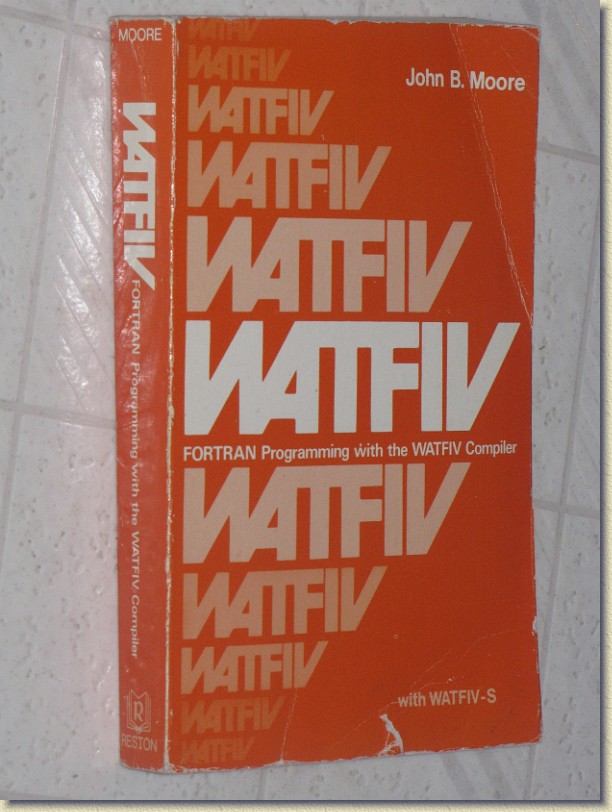 MOORE
WATFIV
FORTRAN Programming with the WATFIV Compiler
R
RESTON
WATFIV
WATFIV
WATFIV
John B. Moore
WATFIV
WATFIV
WATFIV
FORTRAN Programming with the WATFIV Compiler
WATFIV
WATFIV
WATFIV
with WATFIV-S
WATFIV
WATFIV